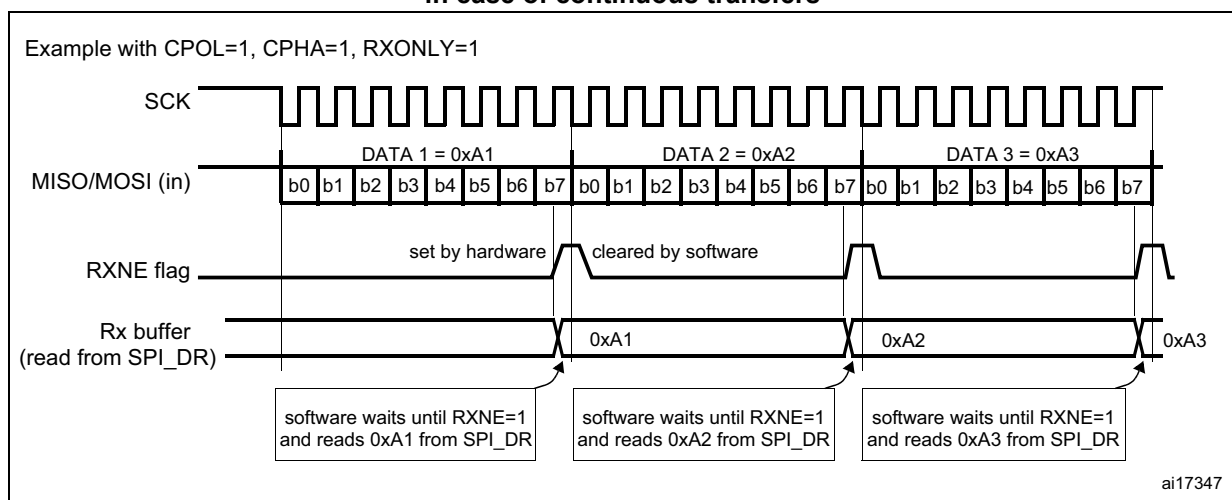 in case of continuous transfers
Example with CPOL=1, CPHA=1, RXONLY=1
SCK
DATA 1 = 0xA1 DATA 2 = 0xA2 DATA 3 = 0xA3
MISO/MOSI (in)
b0 b1 b2 b3 b4 b5 b6 b7 b0 b1 b2 b3 b4 b5 b6 b7 b0 b1 b2 b3 b4 b5 b6 b7
set by hardware cleared by software
RXNE flag
Rx buffer
(read from SPI_DR)
0xA1 0xA2 0xA3
software waits until RXNE=1
and reads 0xA1 from SPI_DR
software waits until RXNE=1
and reads 0xA2 from SPI_DR
software waits until RXNE=1
and reads 0xA3 from SPI_DR
ai17347